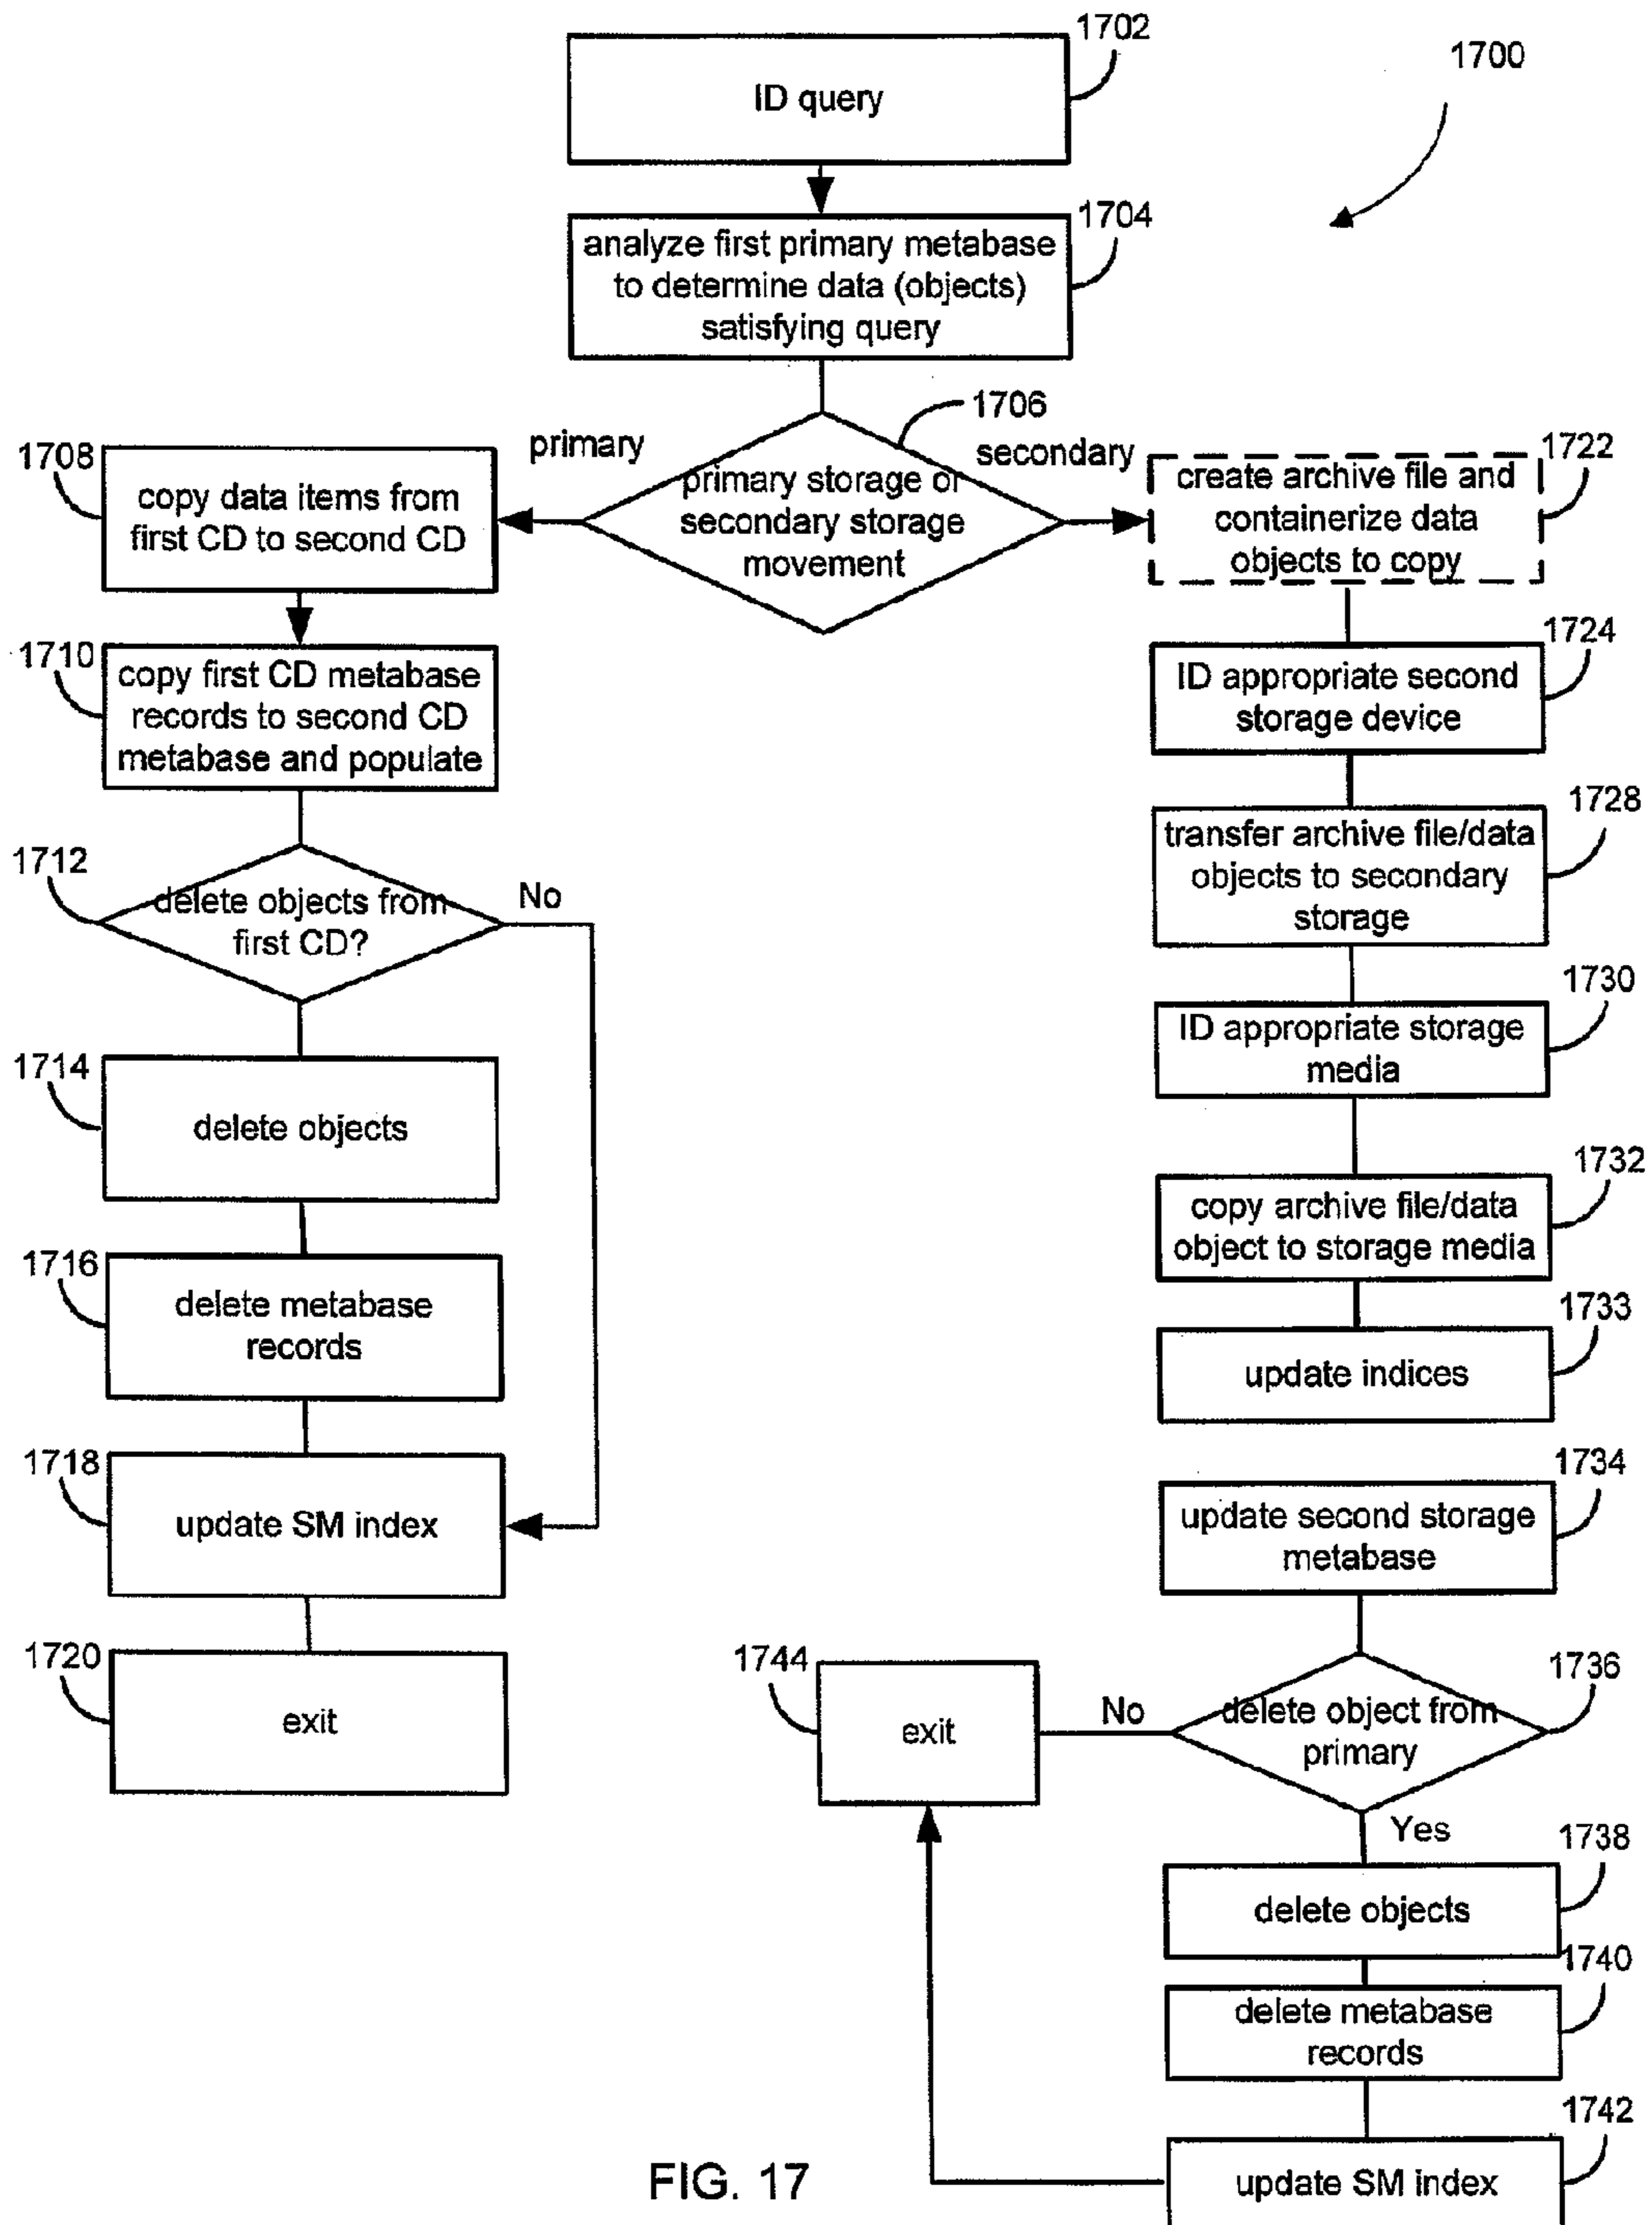 1702
1700
ID query
1704
analyze first primary metabase
to determine data (objects)
satisfying query
1706
primary
secondary
primary storage or
secondary storage
movement
1708
copy data items from
first CD to second CD
1710
copy first CD metabase
records to second CD
metabase and populate
1712
delete objects from
first CD?
No
1714
delete objects
1716
delete metabase
records
1718
update SM index
1720
exit
1722
create archive file and
containerize data
objects to copy
1724
ID appropriate second
storage device
1728
transfer archive file/data
objects to secondary
storage
1730
ID appropriate storage
media
1732
copy archive file/data
object to storage media
1733
update indices
1734
update second storage
metabase
1736
delete object from
primary
No
1744
exit
Yes
1738
delete objects
1740
delete metabase
records
1742
update SM index
FIG. 17